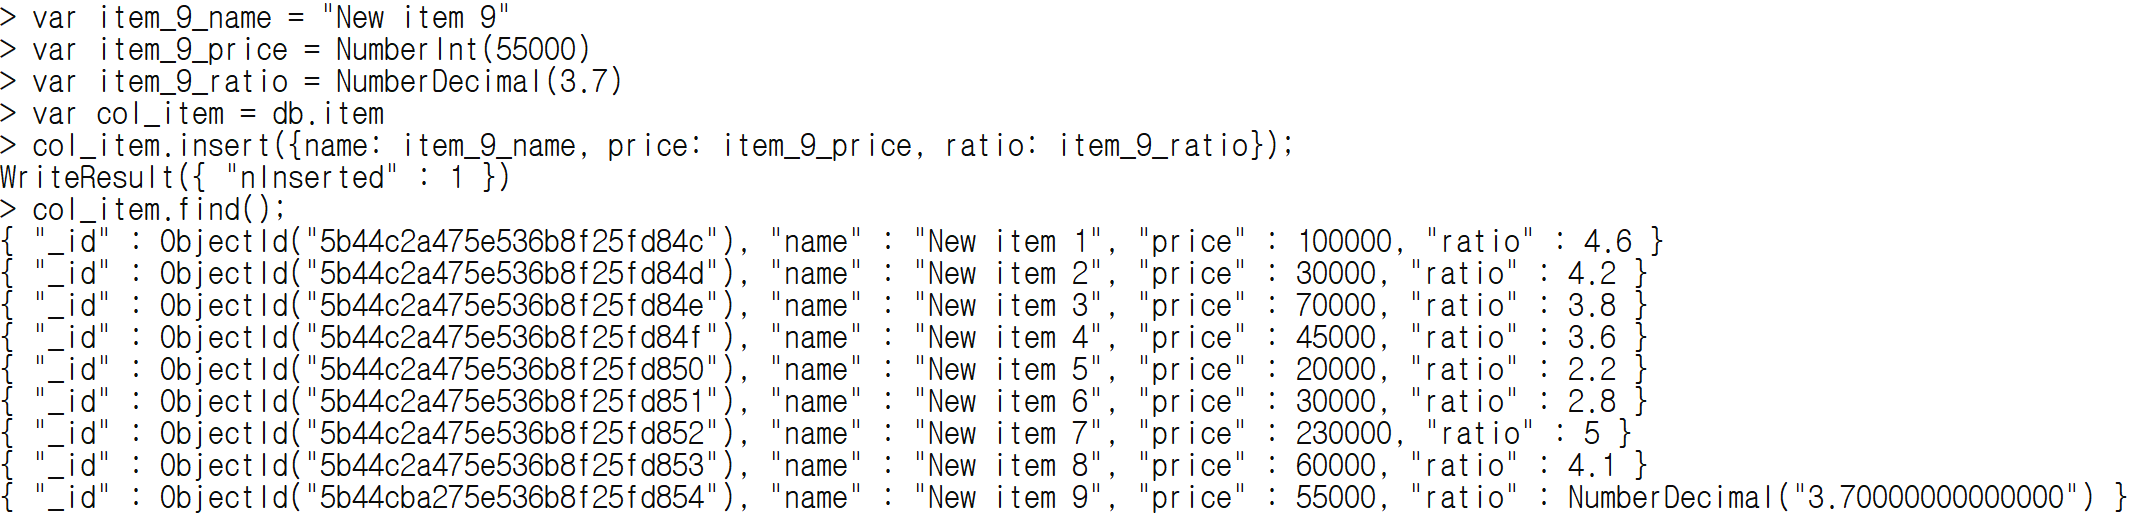 > var item_9_name = "New item 9"
> var item_9_price = NumberInt(55000)
> var item_9_ratio = NumberDecimal(3.7)
> var col_item = db.item
> col_item.insert({name: item_9_name, price: item_9_price, ratio: item_9_ratio});
WriteResult({ "nInserted" : 1 })
> col_item.find();
{ "_id" : ObjectId("5b44c2a475e536b8f25fd84c"), "name" : "New item 1", "price" : 100000, "ratio" : 4.6 }
{ "_id" : ObjectId("5b44c2a475e536b8f25fd84d"), "name" : "New item 2", "price" : 30000, "ratio" : 4.2 }
{ "_id" : ObjectId("5b44c2a475e536b8f25fd84e"), "name" : "New item 3", "price" : 70000, "ratio" : 3.8 }
{ "_id" : ObjectId("5b44c2a475e536b8f25fd84f"), "name" : "New item 4", "price" : 45000, "ratio" : 3.6 }
{ "_id" : ObjectId("5b44c2a475e536b8f25fd850"), "name" : "New item 5", "price" : 20000, "ratio" : 2.2 }
{ "_id" : ObjectId("5b44c2a475e536b8f25fd851"), "name" : "New item 6", "price" : 30000, "ratio" : 2.8 }
{ "_id" : ObjectId("5b44c2a475e536b8f25fd852"), "name" : "New item 7", "price" : 230000, "ratio" : 5 }
{ "_id" : ObjectId("5b44c2a475e536b8f25fd853"), "name" : "New item 8", "price" : 60000, "ratio" : 4.1 }
{ "_id" : ObjectId("5b44cba275e536b8f25fd854"), "name" : "New item 9", "price" : 55000, "ratio" : NumberDecimal("3.70000000000000") }